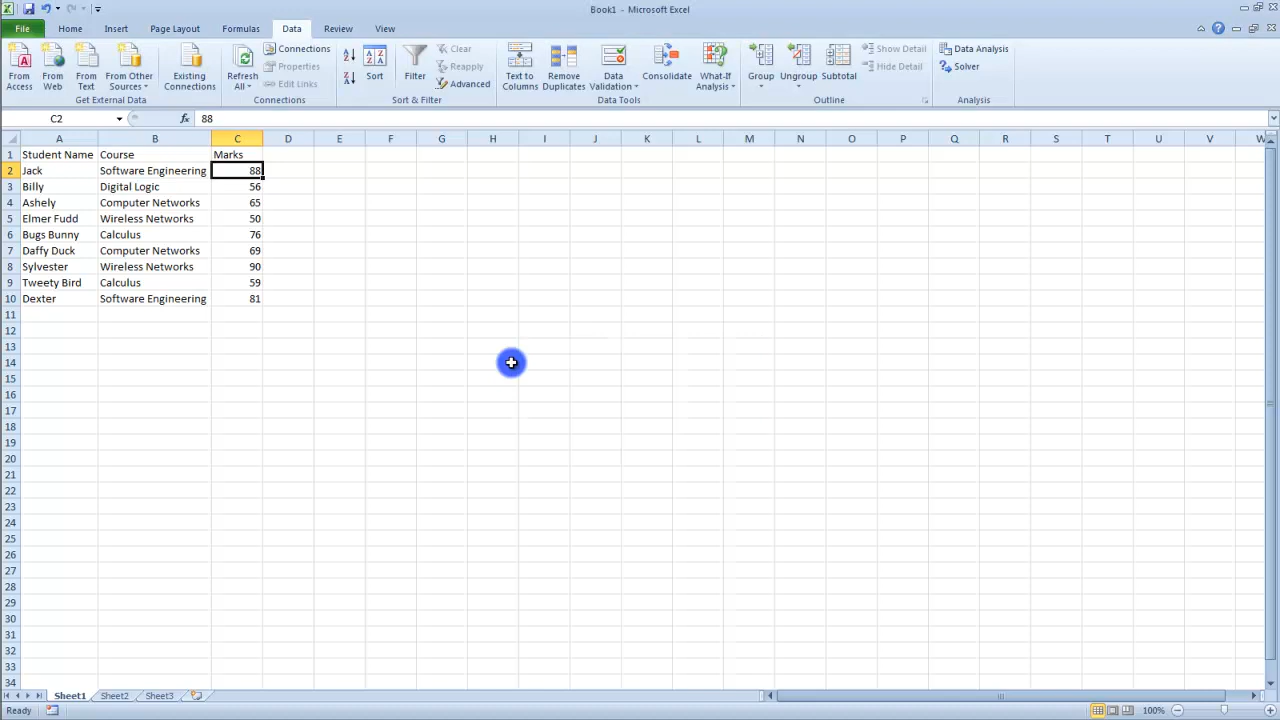 Book1 - Microsoft Excel
File Home Insert Page Layout Formulas Data Review View
From Access
From Web
From Text
From Other Sources
Existing Connections
Get External Data
Refresh All
Connections
Properties
Edit Links
Connections
Sort
Filter
Clear
Reapply
Advanced
Sort & Filter
Text to Columns
Remove Duplicates
Data Validation
Consolidate
What-If Analysis
Data Tools
Group
Ungroup
Subtotal
Show Detail
Hide Detail
Outline
Data Analysis
Solver
Analysis
C2 fx 88
A B C D E F G H I J K L M N O P Q R S T U V W
1 Student Name Course Marks
2 Jack Software Engineering 88
3 Billy Digital Logic 56
4 Ashely Computer Networks 65
5 Elmer Fudd Wireless Networks 50
6 Bugs Bunny Calculus 76
7 Daffy Duck Computer Networks 69
8 Sylvester Wireless Networks 90
9 Tweety Bird Calculus 59
10 Dexter Software Engineering 81
11
12
13
14
15
16
17
18
19
20
21
22
23
24
25
26
27
28
29
30
31
32
33
34
Sheet1 Sheet2 Sheet3
Ready 100%